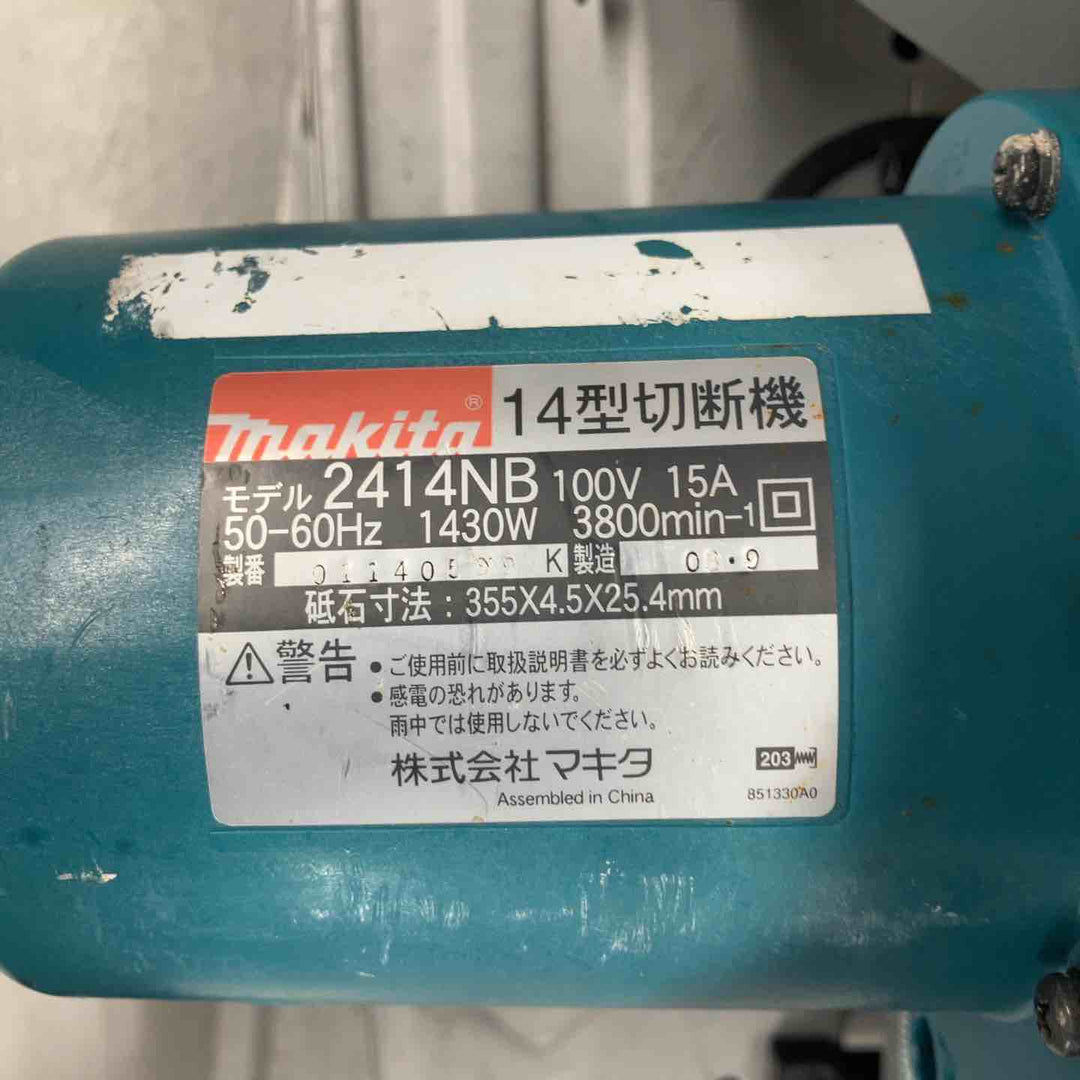 makita® 14型切断機
モデル 2414NB 100V 15A
50-60Hz 1430W 3800min-1
製番 K 製造
砥石寸法：355X4.5X25.4mm
警告 •ご使用前に取扱説明書を必ずよくお読みください。
•感電の恐れがあります。
雨中では使用しないでください。
株式会社マキタ 203
Assembled in China 851330A0